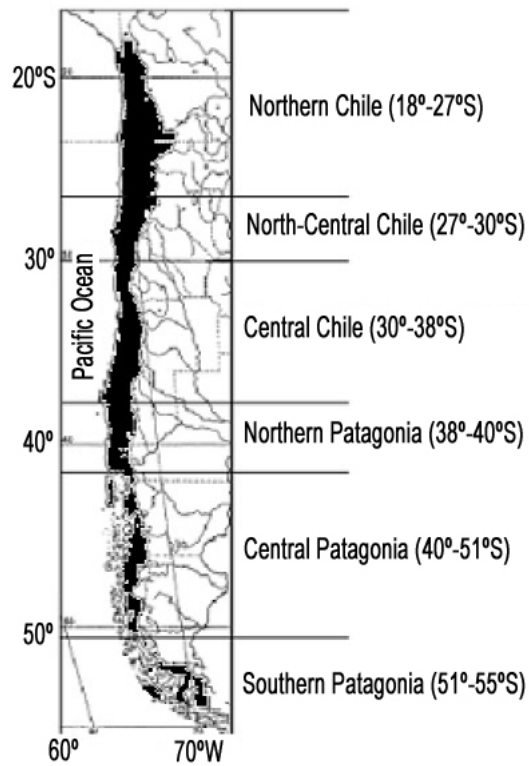 20ºS
Northern Chile (18º-27ºS)
North-Central Chile (27º-30ºS)
30º
Pacific Ocean
Central Chile (30º-38ºS)
Northern Patagonia (38º-40ºS)
40º
Central Patagonia (40º-51ºS)
50º
Southern Patagonia (51º-55ºS)
60º
70ºW